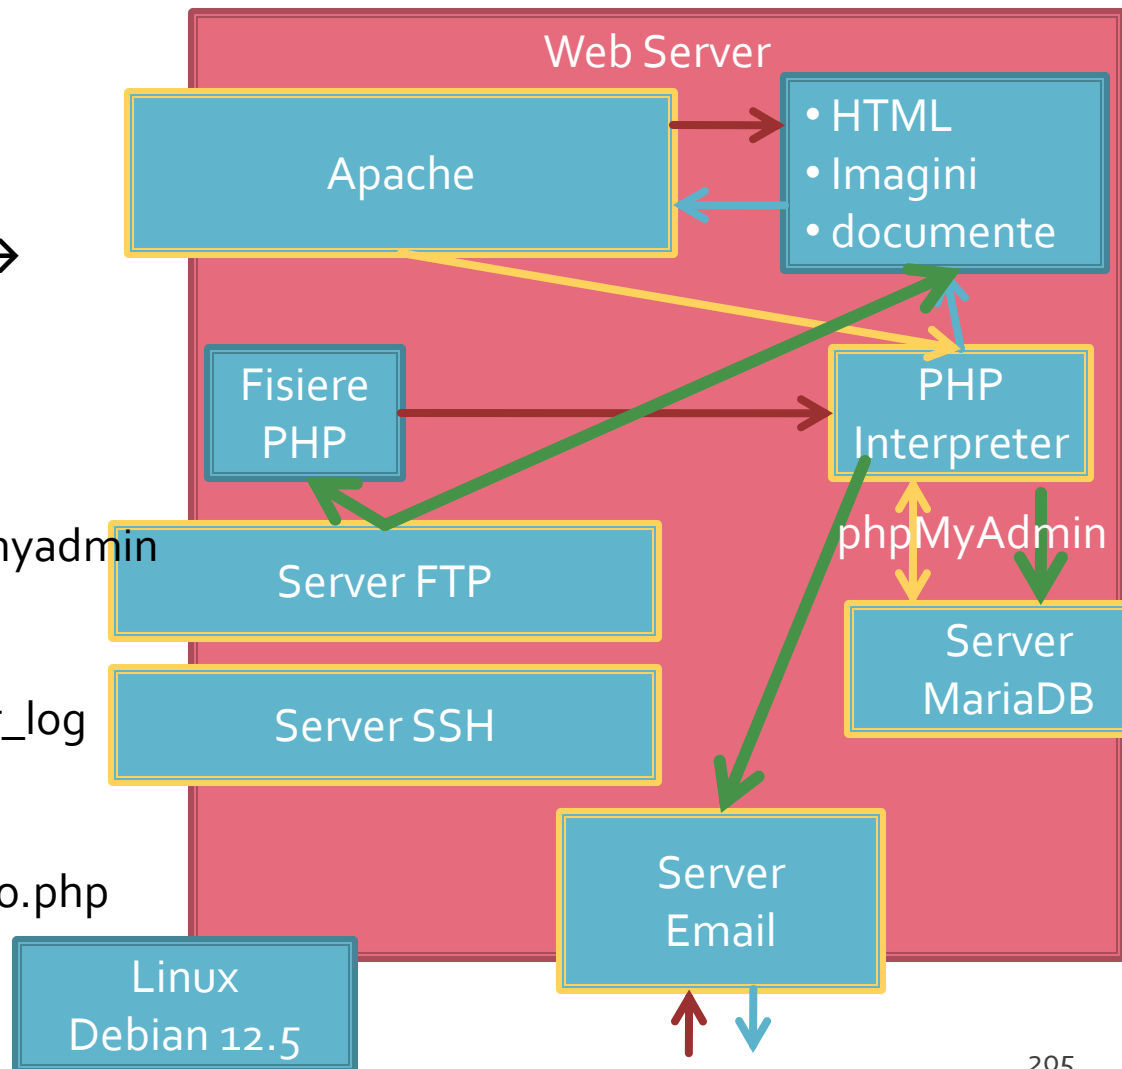 Web Server
Apache
• HTML
• Imagini
• documente
→
Fisiere
PHP
PHP
Interpreter
nyadmin
phpMyAdmin
Server FTP
Server
MariaDB
_log
Server SSH
Server
Email
o.php
Linux
Debian 12.5
205